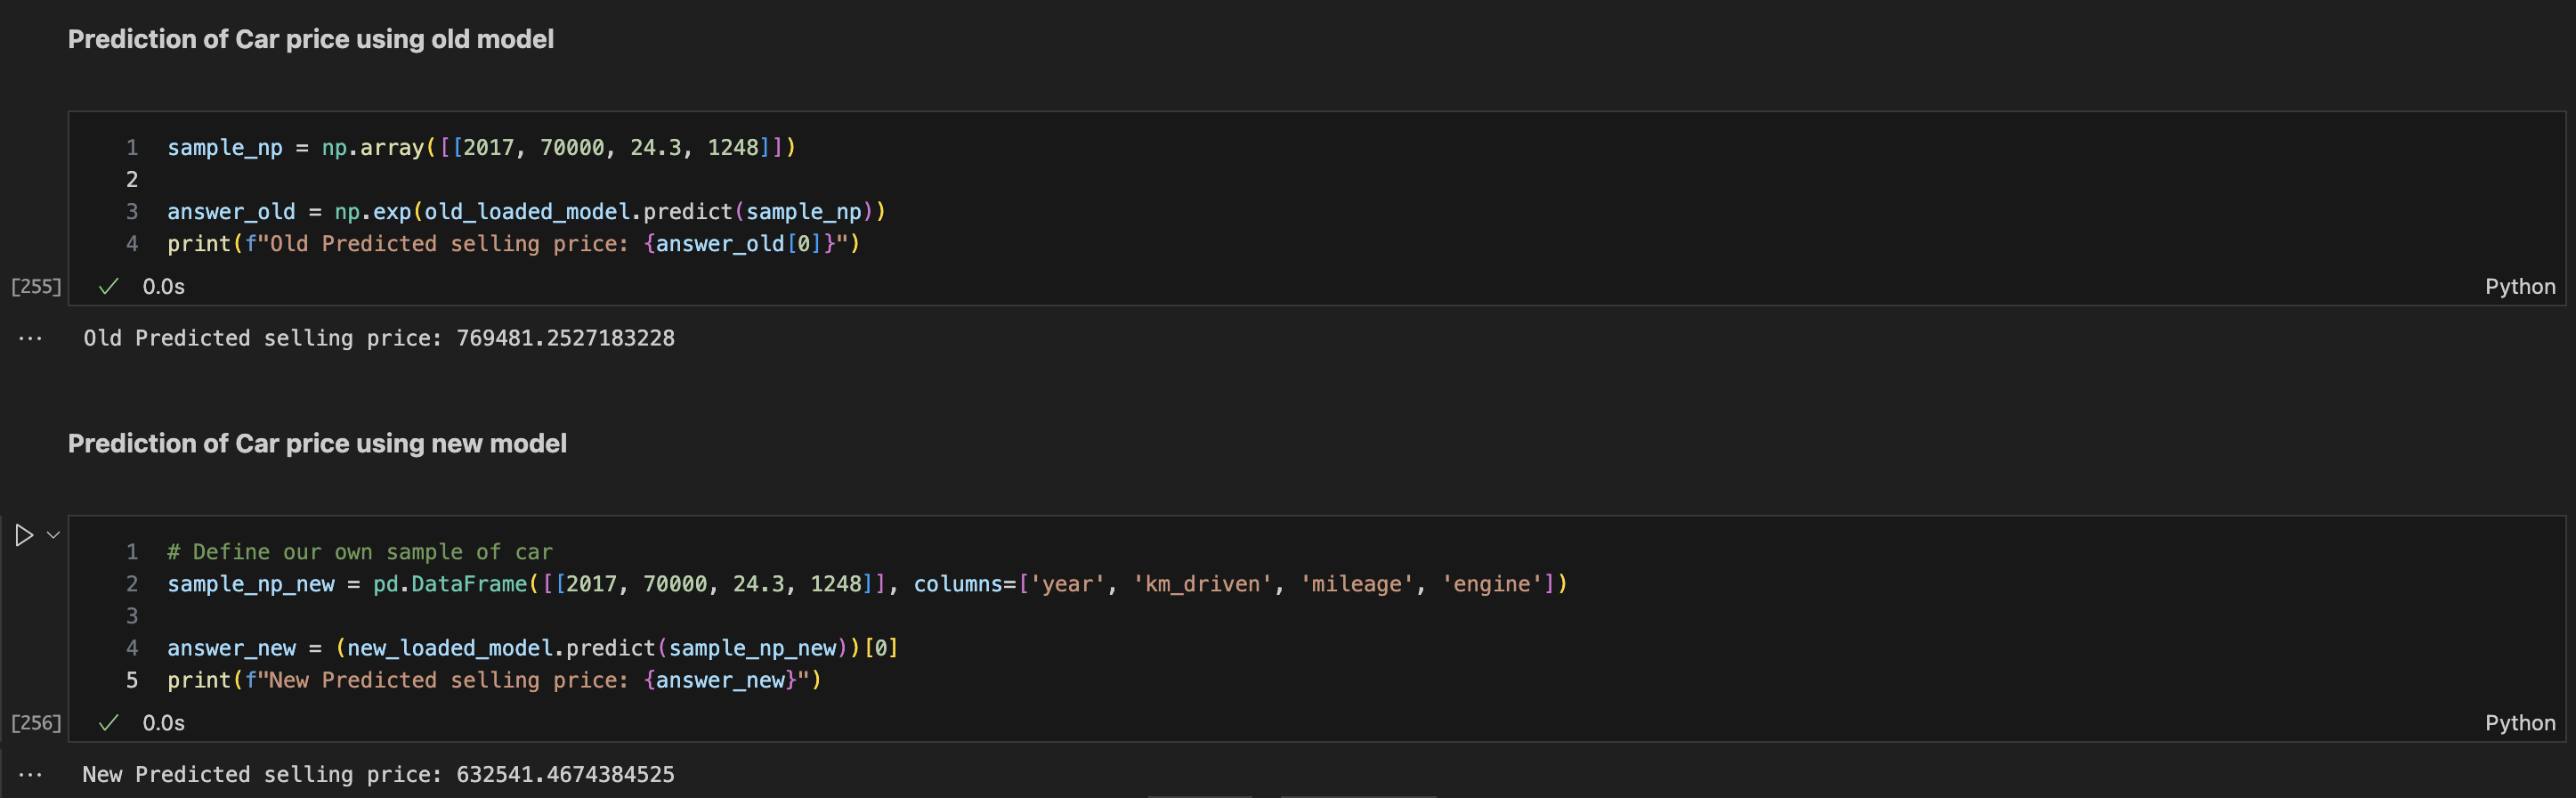 Prediction of Car price using old model
1 sample_np = np.array([[2017, 70000, 24.3, 1248]])
2
3 answer_old = np.exp(old_loaded_model.predict(sample_np))
4 print(f"Old Predicted selling price: {answer_old[0]}")
[255] ✓ 0.0s Python
... Old Predicted selling price: 769481.2527183228
Prediction of Car price using new model
1 # Define our own sample of car
2 sample_np_new = pd.DataFrame([[2017, 70000, 24.3, 1248]], columns=['year', 'km_driven', 'mileage', 'engine'])
3
4 answer_new = (new_loaded_model.predict(sample_np_new))[0]
5 print(f"New Predicted selling price: {answer_new}")
[256] ✓ 0.0s Python
... New Predicted selling price: 632541.4674384525